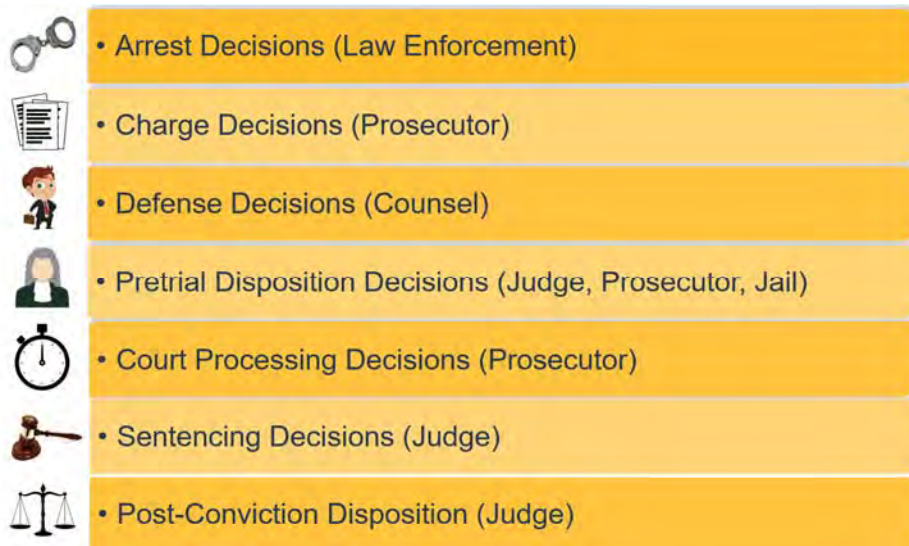 • Arrest Decisions (Law Enforcement)
• Charge Decisions (Prosecutor)
• Defense Decisions (Counsel)
• Pretrial Disposition Decisions (Judge, Prosecutor, Jail)
• Court Processing Decisions (Prosecutor)
• Sentencing Decisions (Judge)
• Post-Conviction Disposition (Judge)